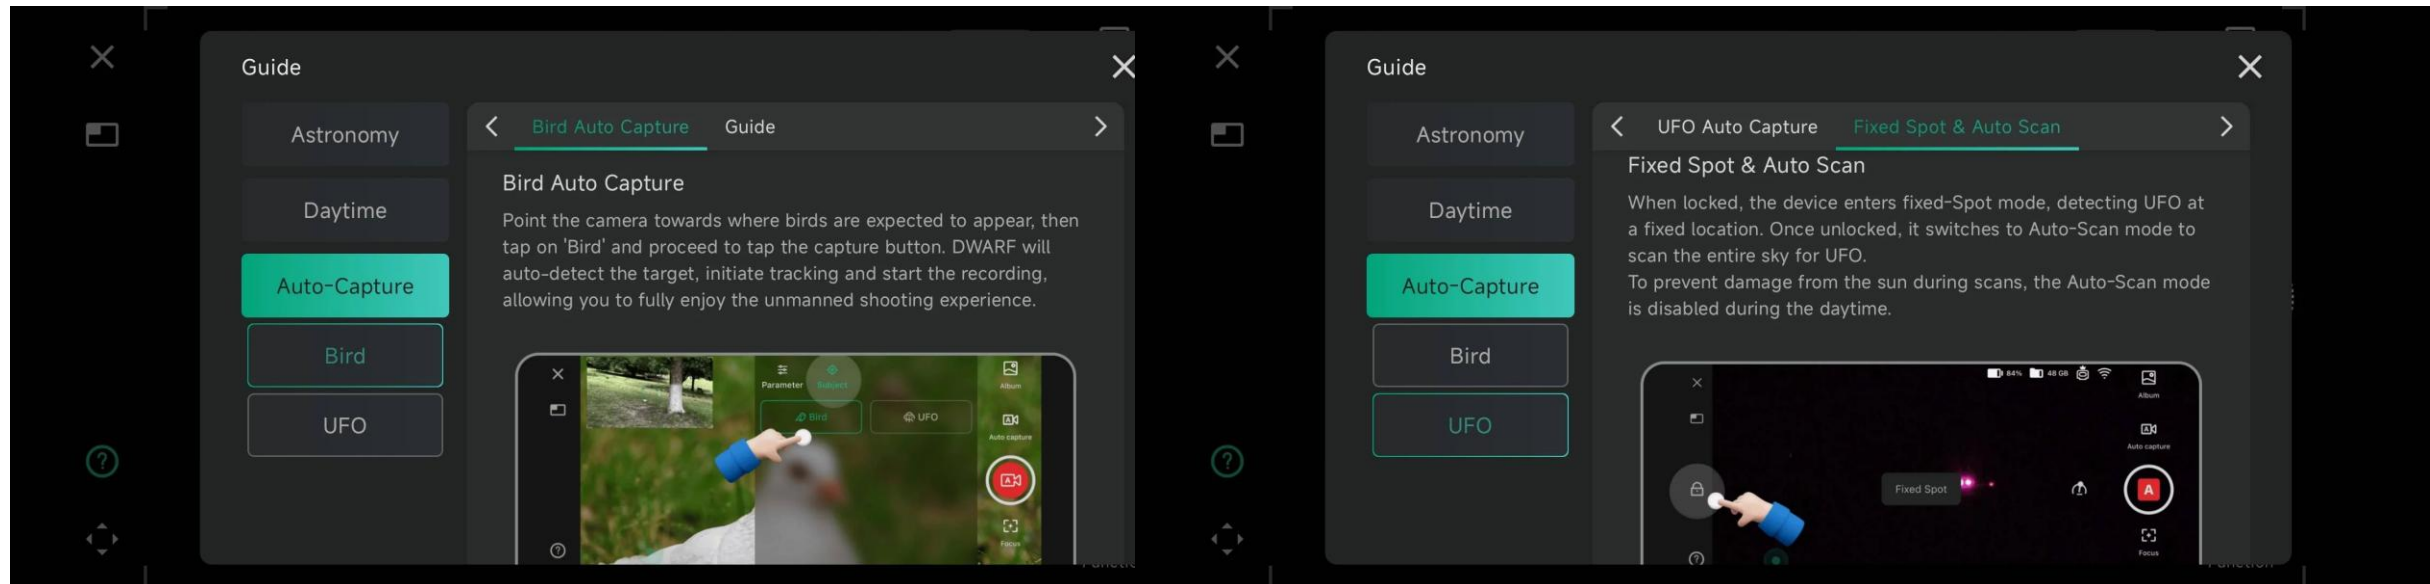 Guide
Astronomy
Daytime
Auto-Capture
Bird
UFO
Bird Auto Capture
Guide
Bird Auto Capture
Point the camera towards where birds are expected to appear, then
tap on 'Bird' and proceed to tap the capture button. DWARF will
auto-detect the target, initiate tracking and start the recording,
allowing you to fully enjoy the unmanned shooting experience.
Parameter
Subject
Bird
UFO
Album
Auto capture
Focus
Guide
Astronomy
Daytime
Auto-Capture
Bird
UFO
UFO Auto Capture
Fixed Spot & Auto Scan
Fixed Spot & Auto Scan
When locked, the device enters fixed-Spot mode, detecting UFO at
a fixed location. Once unlocked, it switches to Auto-Scan mode to
scan the entire sky for UFO.
To prevent damage from the sun during scans, the Auto-Scan mode
is disabled during the daytime.
84% 48 GB
Album
Auto capture
Fixed Spot
A
Focus